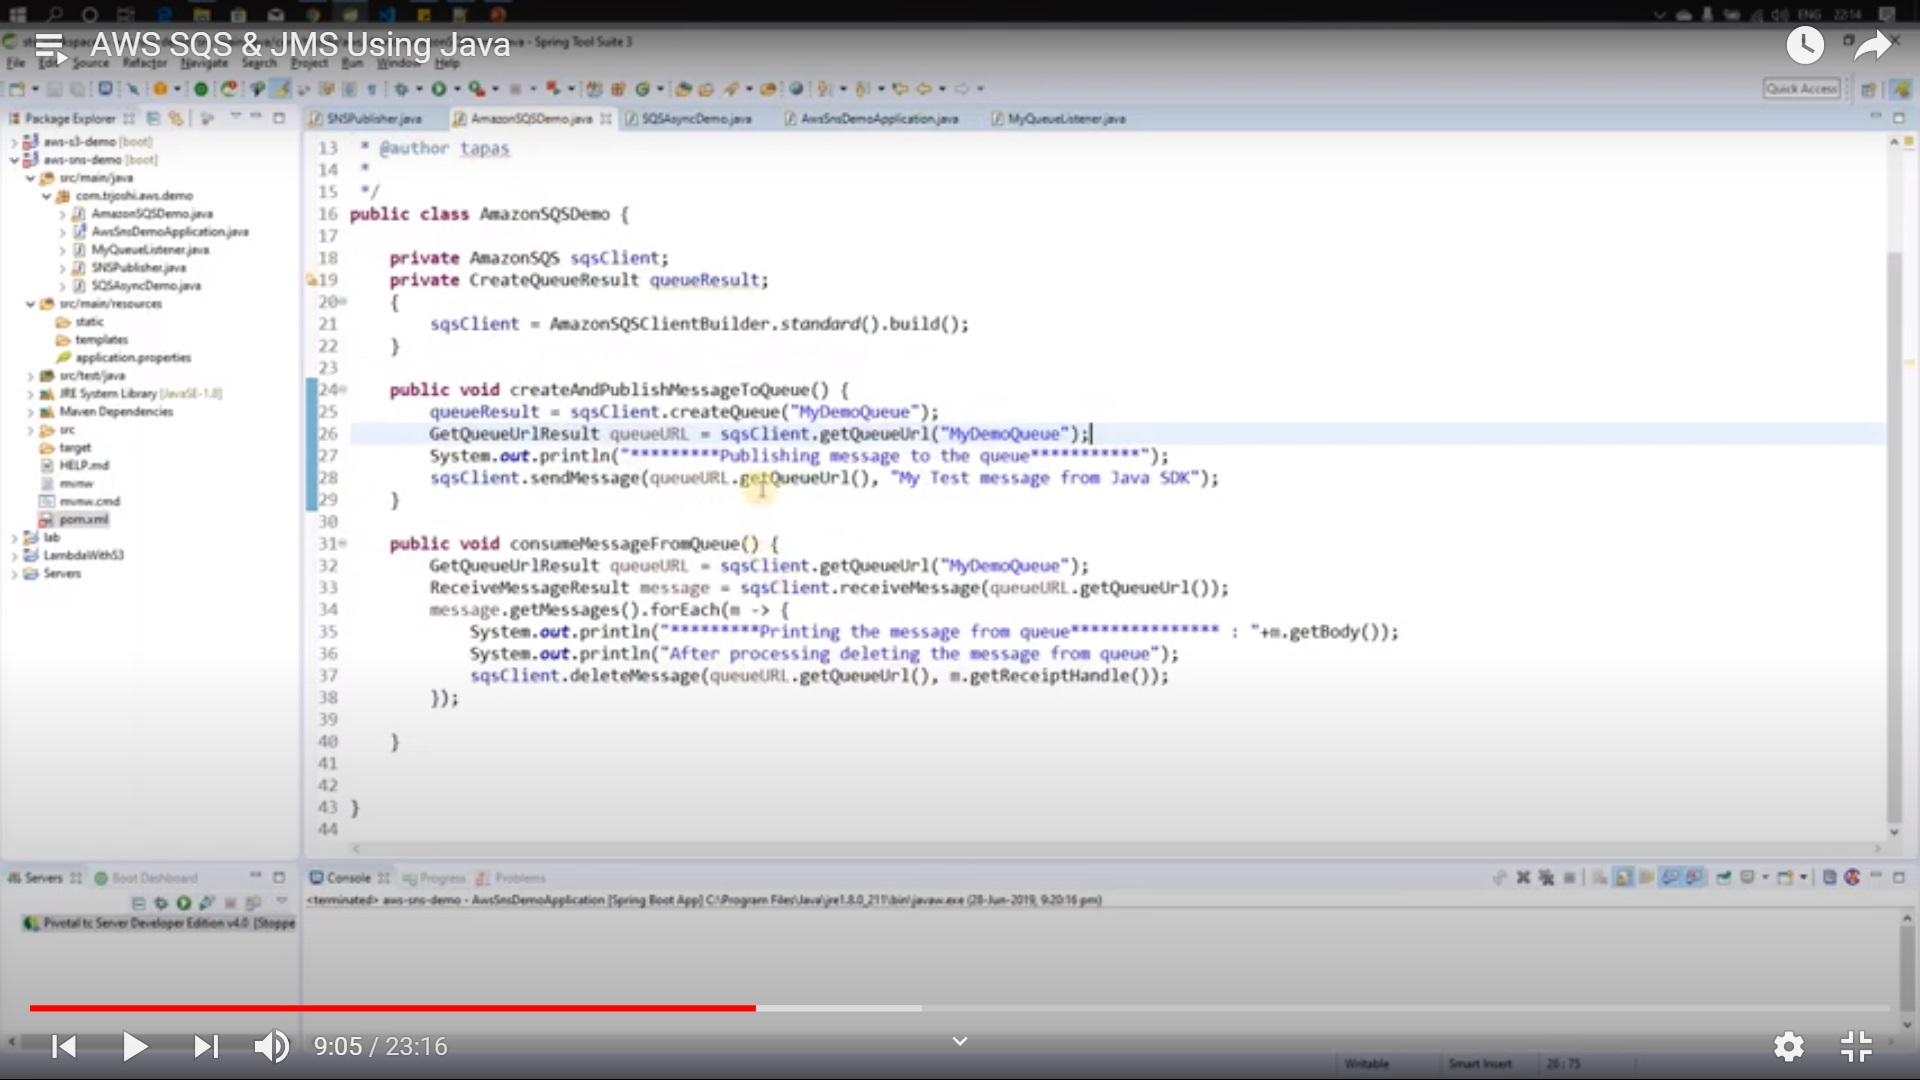 ENG 22:14
AWS SQS & JMS Using Java
- Spring Tool Suite 3
File Edit Source Refactor Navigate Search Project Run Window Help
Quick Access
Package Explorer
SNSPublisher.java AmazonSQSDemo.java SQSAsyncDemo.java AwsSnsDemoApplication.java MyQueueListener.java
aws-s3-demo [boot]
aws-sns-demo [boot]
src/main/java
com.trjoshi.aws.demo
AmazonSQSDemo.java
AwsSnsDemoApplication.java
MyQueueListener.java
SNSPublisher.java
SQSAsyncDemo.java
src/main/resources
static
templates
application.properties
src/test/java
JRE System Library [JavaSE-1.8]
Maven Dependencies
src
target
HELP.md
mvnw
mvnw.cmd
pom.xml
lab
LambdaWithS3
Servers
13 * @author tapas
14 *
15 */
16 public class AmazonSQSDemo {
17
18 private AmazonSQS sqsClient;
19 private CreateQueueResult queueResult;
20 {
21 sqsClient = AmazonSQSClientBuilder.standard().build();
22 }
23
24 public void createAndPublishMessageToQueue() {
25 queueResult = sqsClient.createQueue("MyDemoQueue");
26 GetQueueUrlResult queueURL = sqsClient.getQueueUrl("MyDemoQueue");
27 System.out.println("*********Publishing message to the queue***********");
28 sqsClient.sendMessage(queueURL.getQueueUrl(), "My Test message from Java SDK");
29 }
30
31 public void consumeMessageFromQueue() {
32 GetQueueUrlResult queueURL = sqsClient.getQueueUrl("MyDemoQueue");
33 ReceiveMessageResult message = sqsClient.receiveMessage(queueURL.getQueueUrl());
34 message.getMessages().forEach(m -> {
35 System.out.println("*********Printing the message from queue*************** : "+m.getBody());
36 System.out.println("After processing deleting the message from queue");
37 sqsClient.deleteMessage(queueURL.getQueueUrl(), m.getReceiptHandle());
38 });
39
40 }
41
42
43 }
44
Servers Boot Dashboard
Pivotal tc Server Developer Edition v4.0 [Stoppe
Console Progress Problems
<terminated> aws-sns-demo - AwsSnsDemoApplication [Spring Boot App] C:\Program Files\Java\jre1.8.0_211\bin\javaw.exe (28-Jun-2019, 9:20:16 pm)
9:05 / 23:16
Writable Smart Insert 26:75